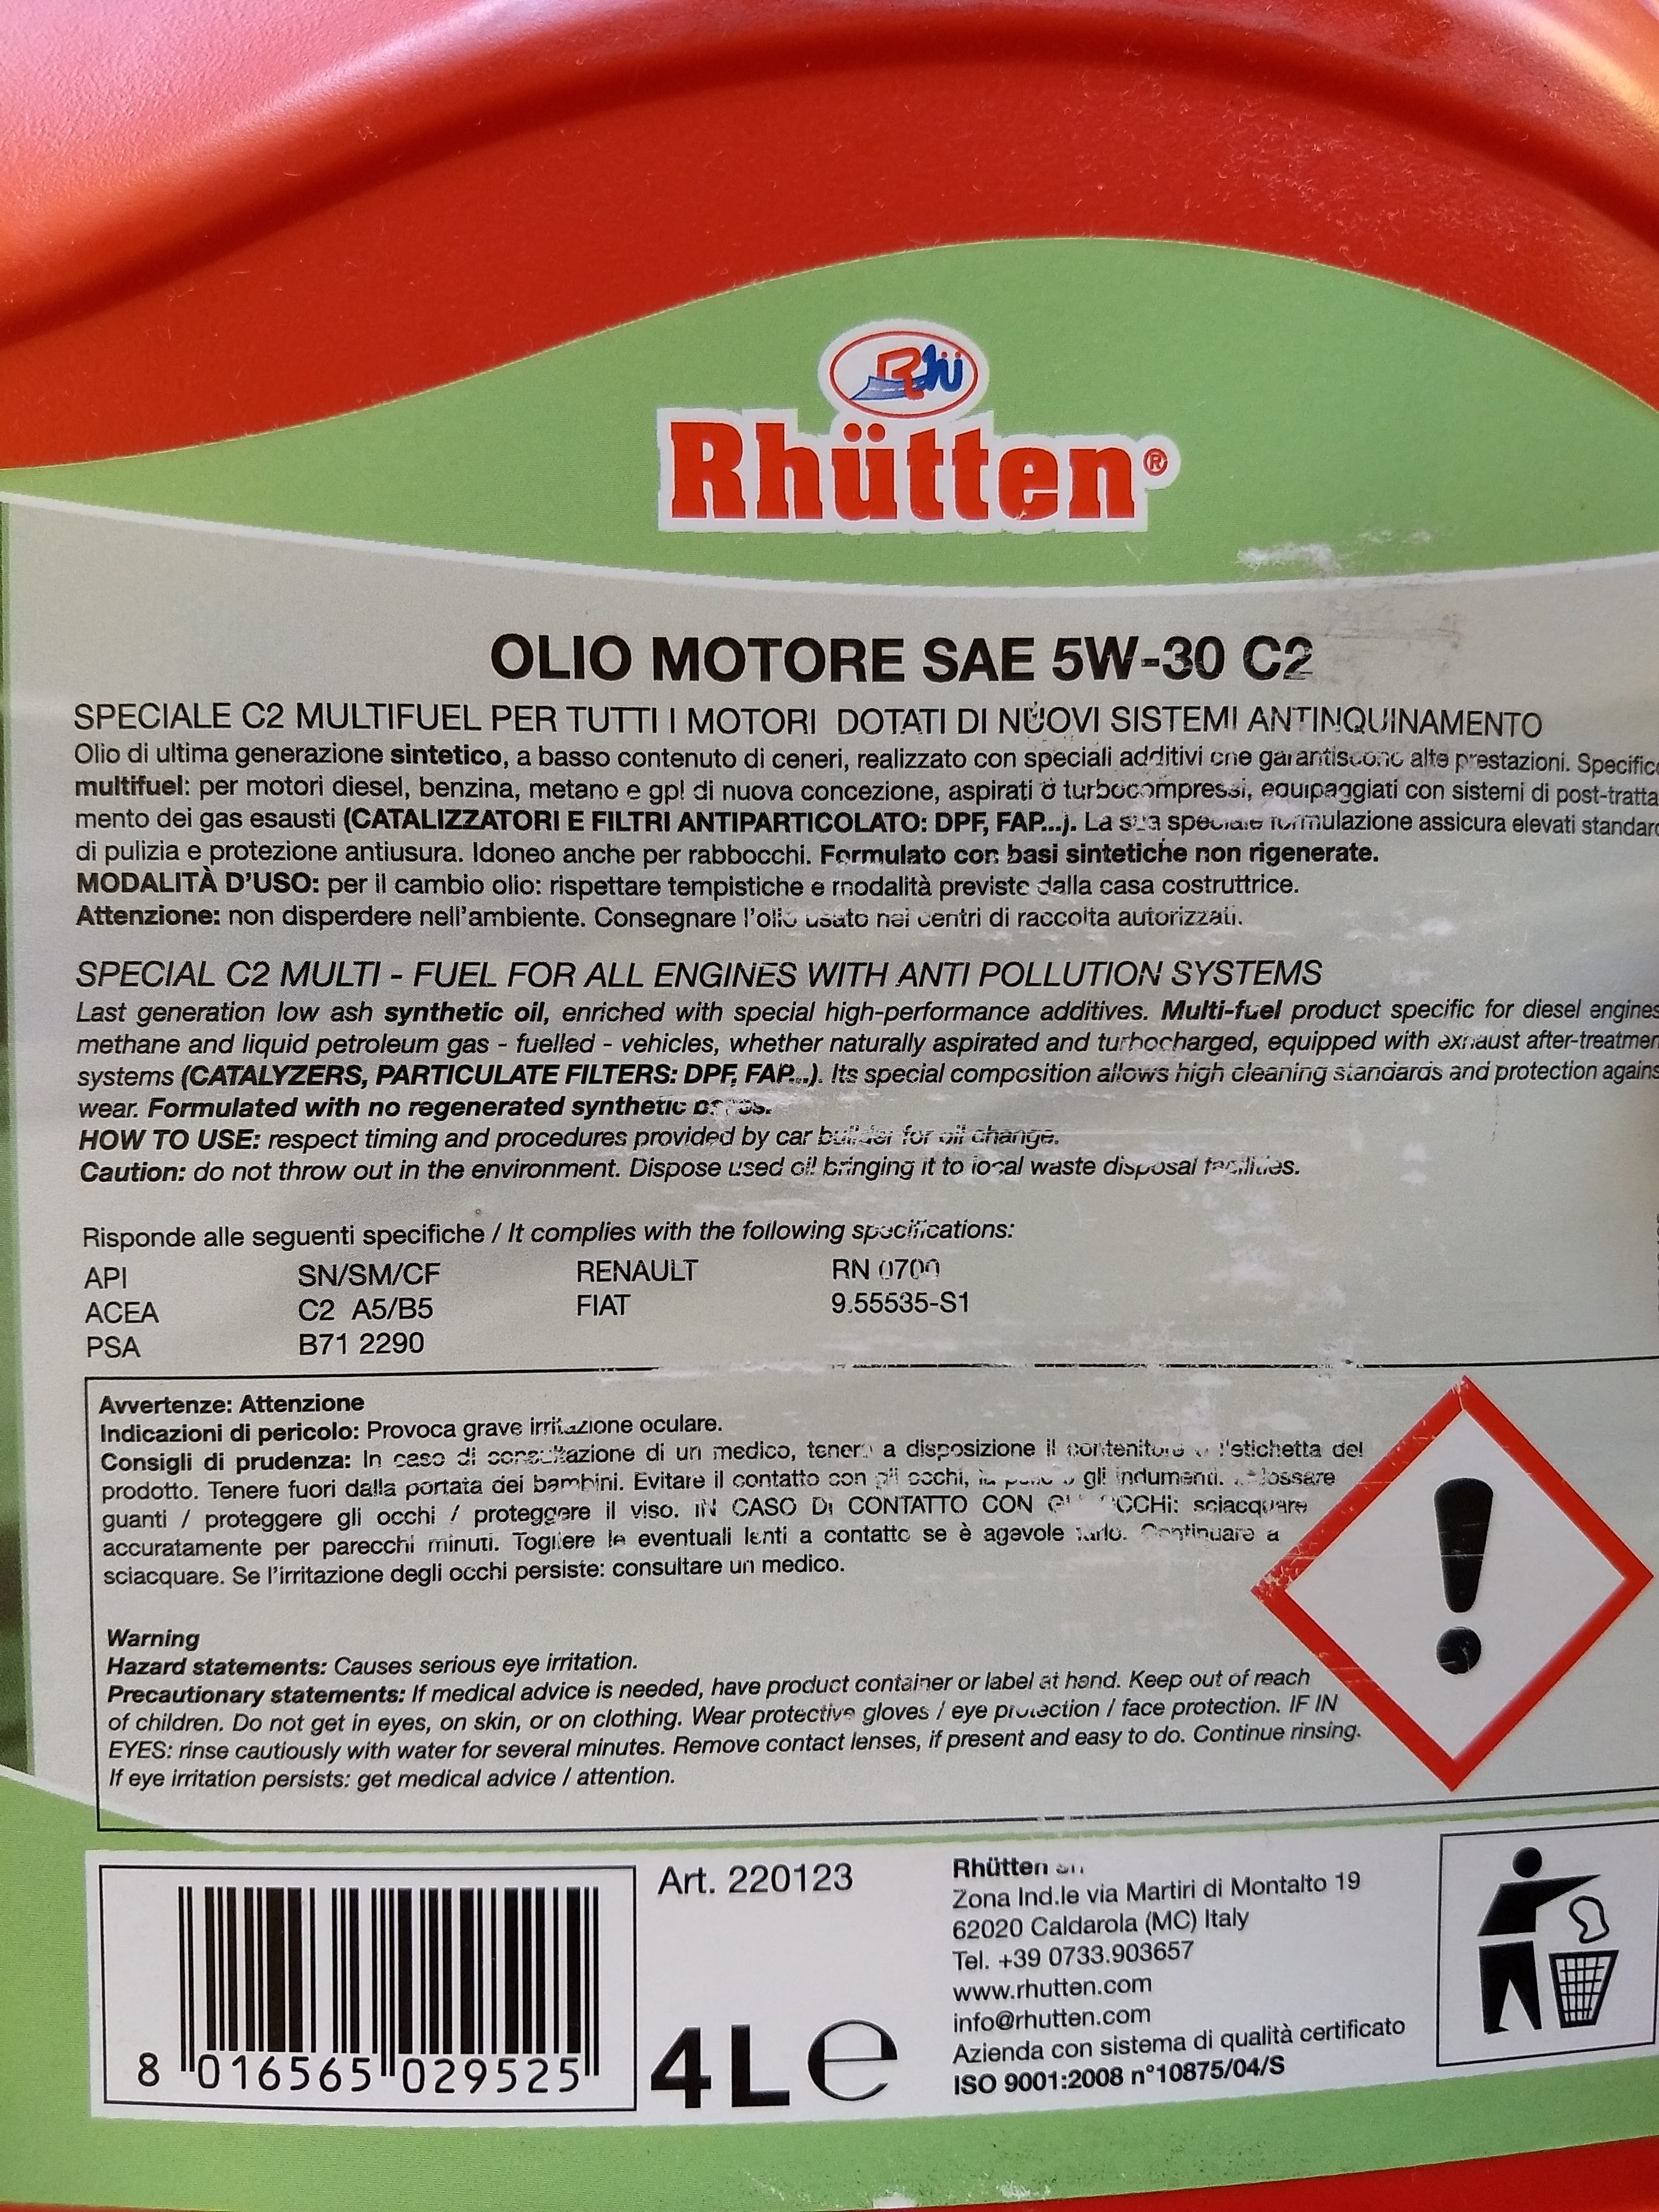 Rhü
Rhütten®
OLIO MOTORE SAE 5W-30 C2
SPECIALE C2 MULTIFUEL PER TUTTI I MOTORI DOTATI DI NUOVI SISTEMI ANTINQUINAMENTO
Olio di ultima generazione sintetico, a basso contenuto di ceneri, realizzato con speciali additivi che garantiscono alte prestazioni. Specifico
multifuel: per motori diesel, benzina, metano e gpl di nuova concezione, aspirati o turbocompressi, equipaggiati con sistemi di post-tratta
mento dei gas esausti (CATALIZZATORI E FILTRI ANTIPARTICOLATO: DPF, FAP...). La sua speciale formulazione assicura elevati standard
di pulizia e protezione antiusura. Idoneo anche per rabbocchi. Formulato con basi sintetiche non rigenerate.
MODALITÀ D'USO: per il cambio olio: rispettare tempistiche e modalità previste dalla casa costruttrice.
Attenzione: non disperdere nell'ambiente. Consegnare l'olio usato nei centri di raccolta autorizzati.
SPECIAL C2 MULTI - FUEL FOR ALL ENGINES WITH ANTI POLLUTION SYSTEMS
Last generation low ash synthetic oil, enriched with special high-performance additives. Multi-fuel product specific for diesel engines
methane and liquid petroleum gas - fuelled - vehicles, whether naturally aspirated and turbocharged, equipped with exhaust after-treatmen
systems (CATALYZERS, PARTICULATE FILTERS: DPF, FAP...). Its special composition allows high cleaning standards and protection agains
wear. Formulated with no regenerated synthetic bases.
HOW TO USE: respect timing and procedures provided by car builder for oil change.
Caution: do not throw out in the environment. Dispose used oil bringing it to local waste disposal facilities.
Risponde alle seguenti specifiche / It complies with the following specifications:
API SN/SM/CF RENAULT RN 0700
ACEA C2 A5/B5 FIAT 9.55535-S1
PSA B71 2290
Avvertenze: Attenzione
Indicazioni di pericolo: Provoca grave irritazione oculare.
Consigli di prudenza: In caso di consultazione di un medico, tenere a disposizione il contenitore o l'etichetta del
prodotto. Tenere fuori dalla portata dei bambini. Evitare il contatto con gli occhi, la pelle o gli indumenti. Indossare
guanti / proteggere gli occhi / proteggere il viso. IN CASO DI CONTATTO CON GLI OCCHI: sciacquare
accuratamente per parecchi minuti. Togliere le eventuali lenti a contatto se è agevole farlo. Continuare a
sciacquare. Se l'irritazione degli occhi persiste: consultare un medico.
Warning
Hazard statements: Causes serious eye irritation.
Precautionary statements: If medical advice is needed, have product container or label at hand. Keep out of reach
of children. Do not get in eyes, on skin, or on clothing. Wear protective gloves / eye protection / face protection. IF IN
EYES: rinse cautiously with water for several minutes. Remove contact lenses, if present and easy to do. Continue rinsing.
If eye irritation persists: get medical advice / attention.
8 016565 029525
Art. 220123
4L e
Rhütten srl
Zona Ind.le via Martiri di Montalto 19
62020 Caldarola (MC) Italy
Tel. +39 0733.903657
www.rhutten.com
info@rhutten.com
Azienda con sistema di qualità certificato
ISO 9001:2008 n°10875/04/S